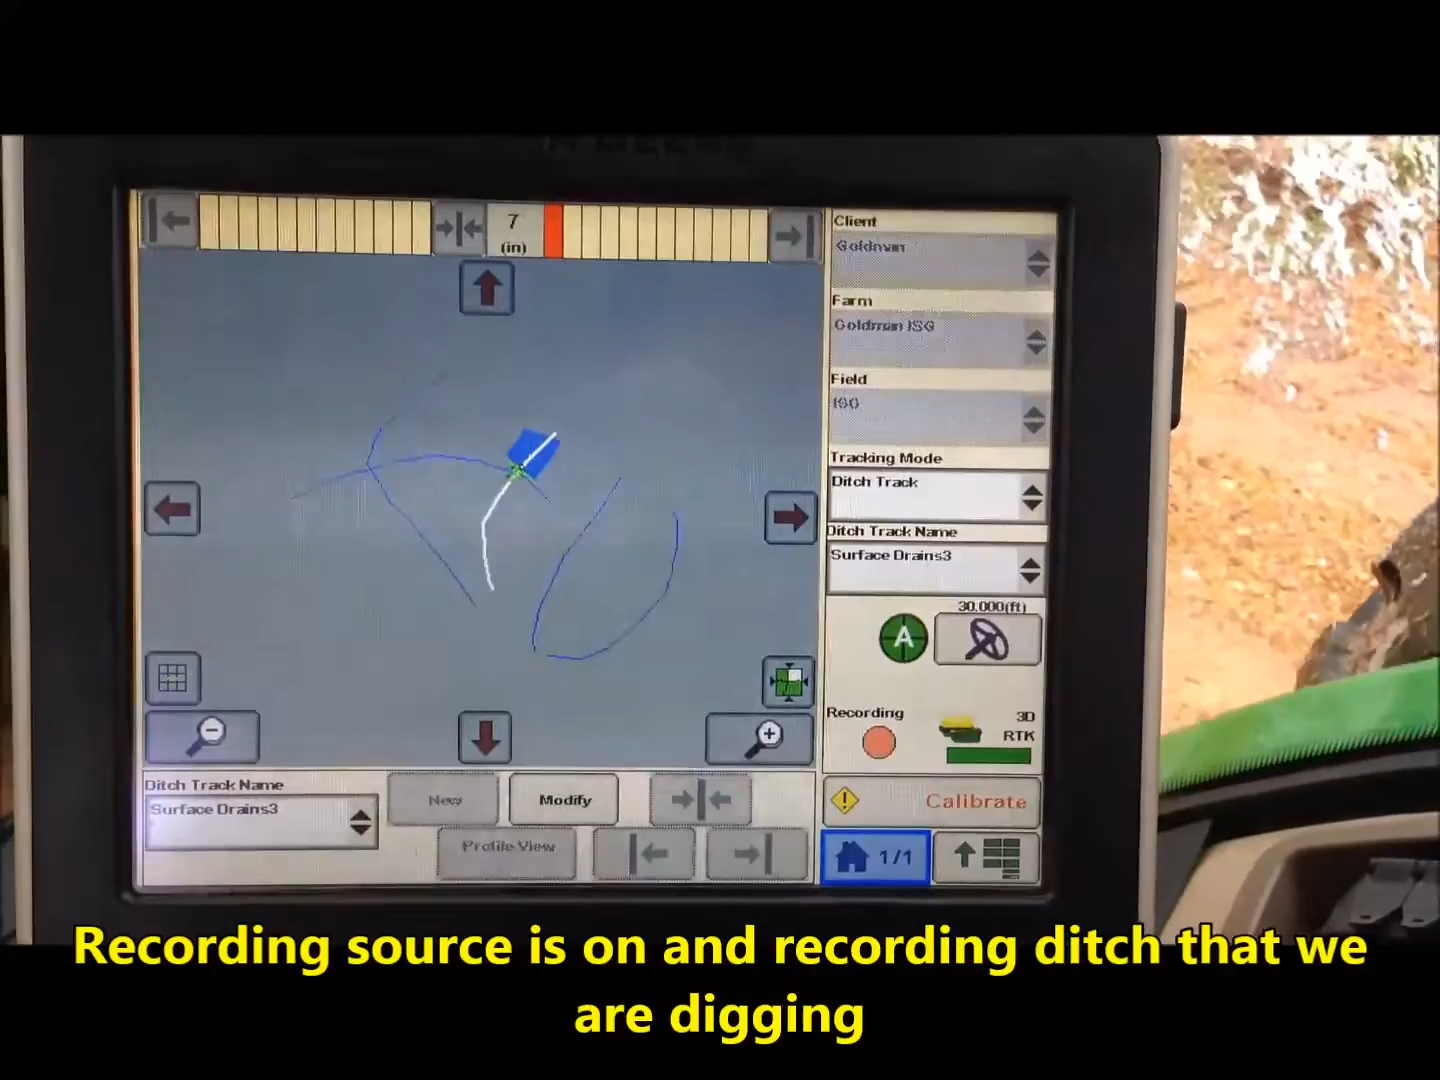 7
(in)
Client
Goldman
Farm
Goldman ISG
Field
ISG
Tracking Mode
Ditch Track
Ditch Track Name
Surface Drains3
30.000(ft)
A
Recording
3D
RTK
Calibrate
1/1
Ditch Track Name
Surface Drains3
New
Modify
Profile View
Recording source is on and recording ditch that we
are digging